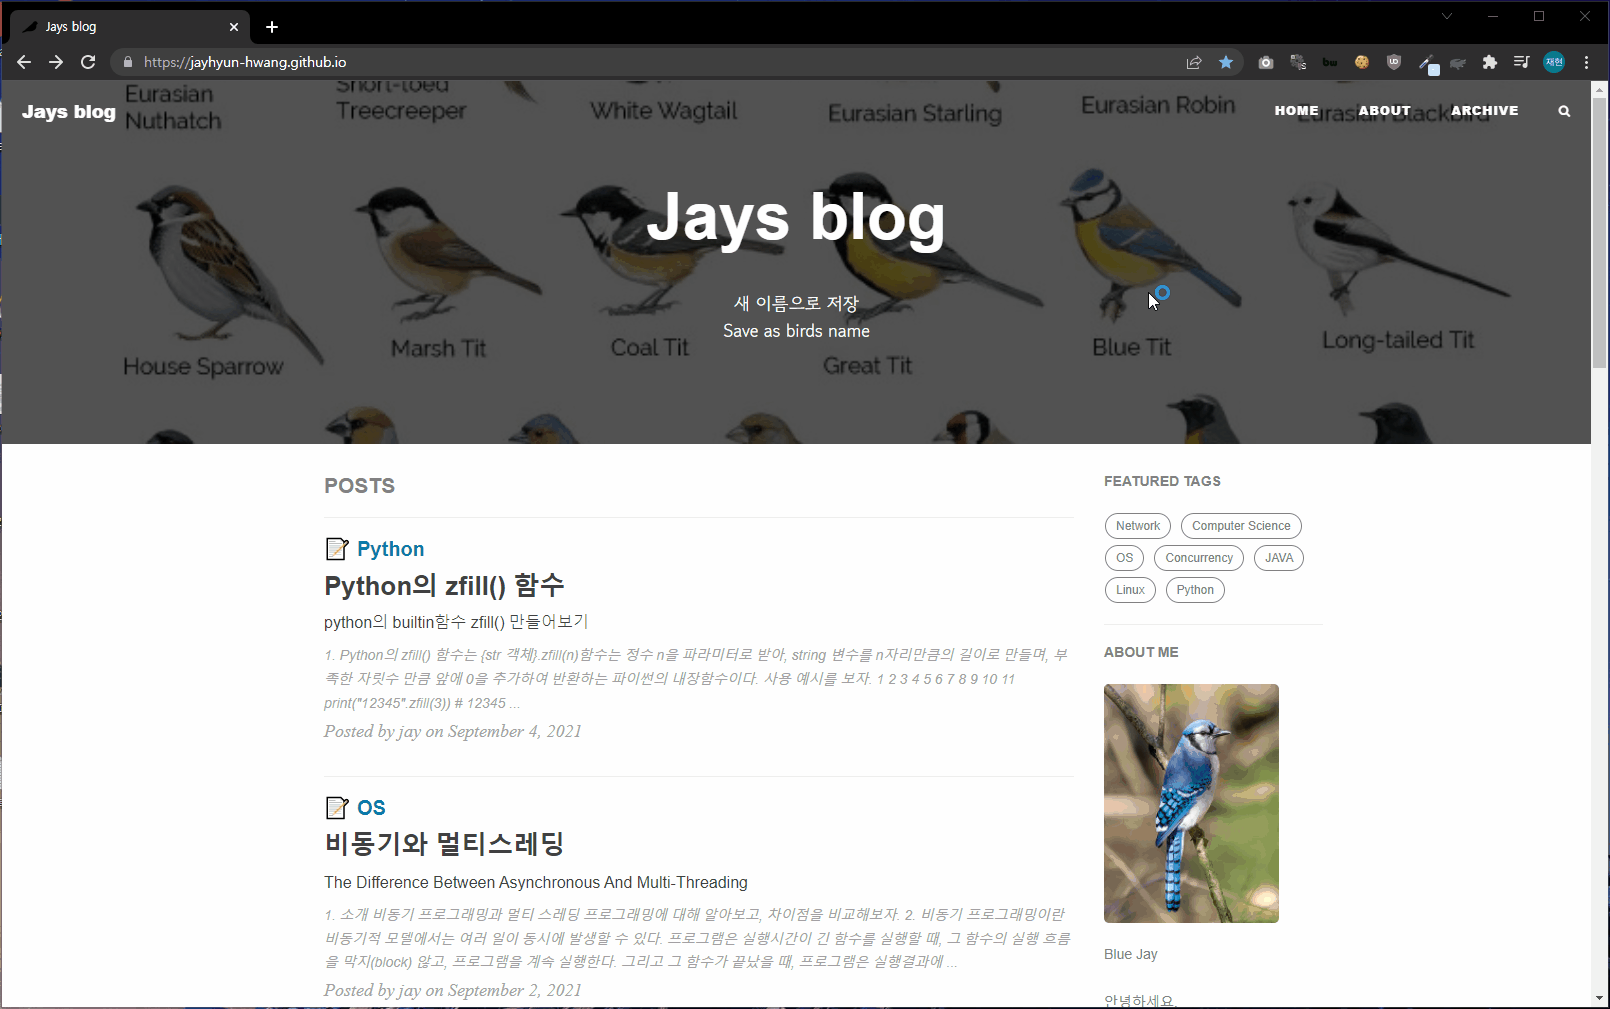 Jays blog
https://jayhyun-hwang.github.io
재현
Jays blog
HOME
ABOUT
ARCHIVE
Eurasian Nuthatch
Short-toed Treecreeper
White Wagtail
Eurasian Starling
Eurasian Robin
Eurasian Blackbird
Jays blog
새 이름으로 저장
Save as birds name
House Sparrow
Marsh Tit
Coal Tit
Great Tit
Blue Tit
Long-tailed Tit
POSTS
Python
Python의 zfill() 함수
python의 builtin함수 zfill() 만들어보기
1. Python의 zfill() 함수는 {str 객체}.zfill(n)함수는 정수 n을 파라미터로 받아, string 변수를 n자리만큼의 길이로 만들며, 부
족한 자릿수 만큼 앞에 0을 추가하여 반환하는 파이썬의 내장함수이다. 사용 예시를 보자. 1 2 3 4 5 6 7 8 9 10 11
print("12345".zfill(3)) # 12345 ...
Posted by jay on September 4, 2021
OS
비동기와 멀티스레딩
The Difference Between Asynchronous And Multi-Threading
1. 소개 비동기 프로그래밍과 멀티 스레딩 프로그래밍에 대해 알아보고, 차이점을 비교해보자. 2. 비동기 프로그래밍이란
비동기적 모델에서는 여러 일이 동시에 발생할 수 있다. 프로그램은 실행시간이 긴 함수를 실행할 때, 그 함수의 실행 흐름
을 막지(block) 않고, 프로그램을 계속 실행한다. 그리고 그 함수가 끝났을 때, 프로그램은 실행결과에 ...
Posted by jay on September 2, 2021
FEATURED TAGS
Network
Computer Science
OS
Concurrency
JAVA
Linux
Python
ABOUT ME
Blue Jay
안녕하세요.